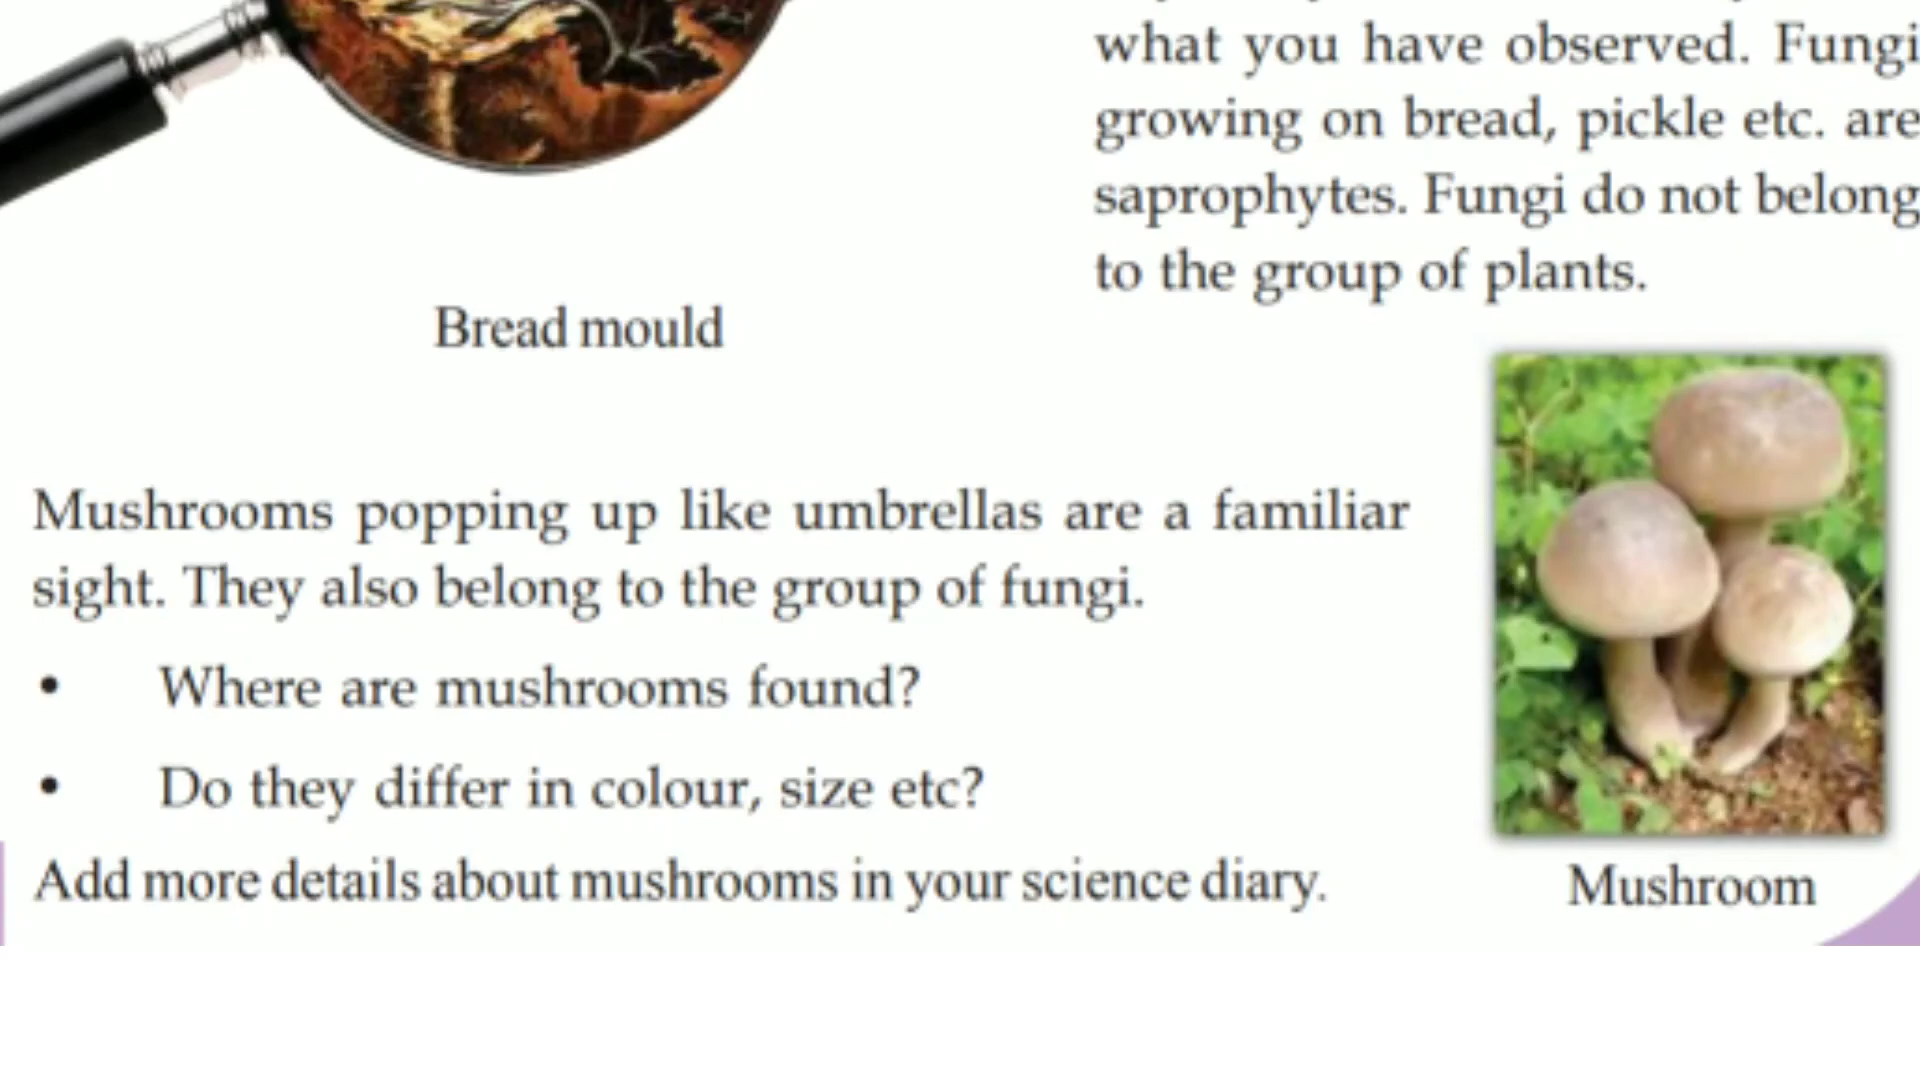 what you have observed. Fungi
growing on bread, pickle etc. are
saprophytes. Fungi do not belong
to the group of plants.
Bread mould
Mushrooms popping up like umbrellas are a familiar
sight. They also belong to the group of fungi.
• Where are mushrooms found?
• Do they differ in colour, size etc?
Add more details about mushrooms in your science diary.
Mushroom